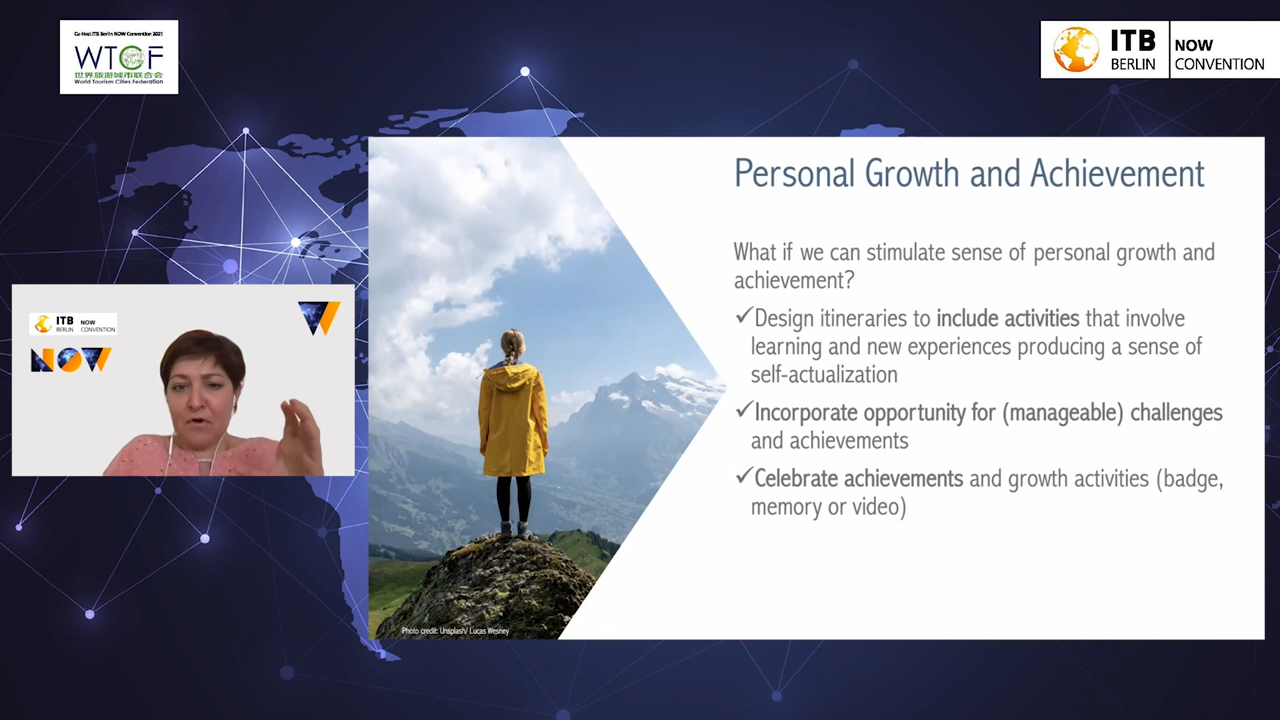 Co-Host ITB Berlin NOW Convention 2021
WTCF
世界旅游城市联合会
World Tourism Cities Federation
ITB
BERLIN
NOW
CONVENTION
ITB
BERLIN
NOW
CONVENTION
NOW
Personal Growth and Achievement
What if we can stimulate sense of personal growth and
achievement?
✓Design itineraries to include activities that involve
learning and new experiences producing a sense of
self-actualization
✓Incorporate opportunity for (manageable) challenges
and achievements
✓Celebrate achievements and growth activities (badge,
memory or video)
Photo credit: Unsplash/ Lucas Wesney